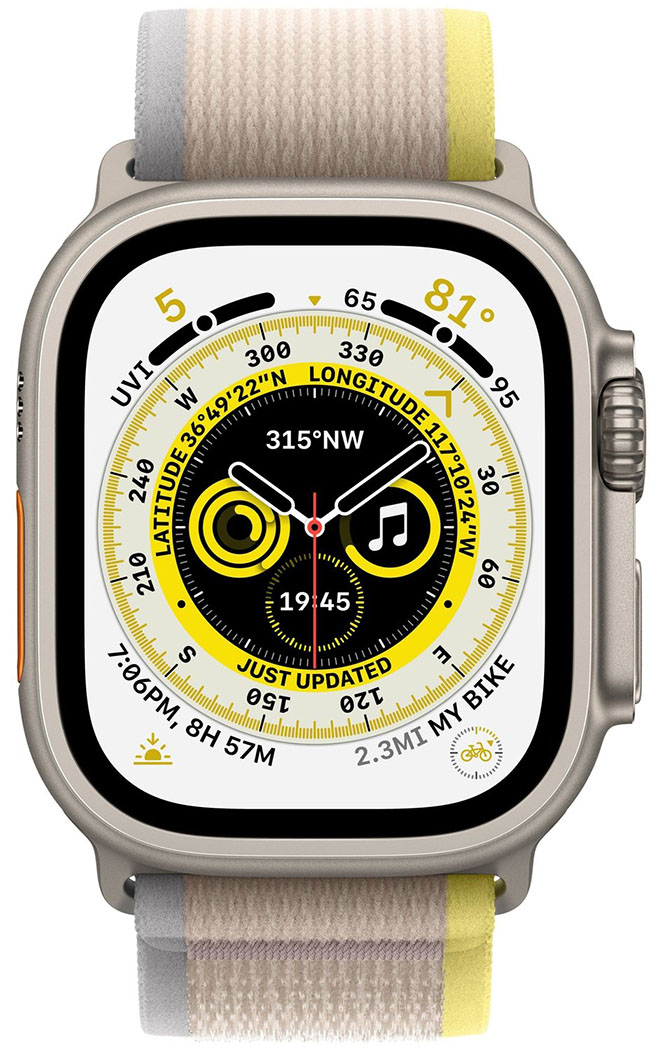 5
UVI
65
81°
95
300
330
W
N
30
240
60
210
E
S
120
150
LATITUDE 36°49'22"N
LONGITUDE 117°10'24"W
315°NW
19:45
JUST UPDATED
7:06PM, 8H 57M
2.3MI MY BIKE